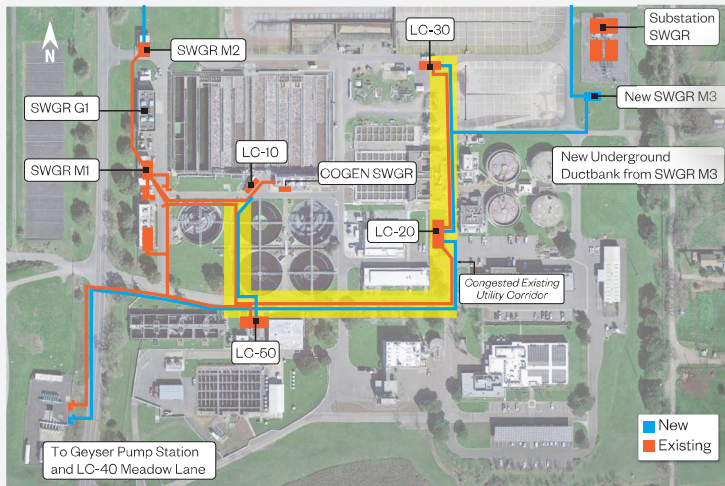 N
SWGR M2
SWGR G1
SWGR M1
LC-10
COGEN SWGR
LC-30
LC-20
LC-50
Substation
SWGR
New SWGR M3
New Underground
Ductbank from SWGR M3
Congested Existing
Utility Corridor
To Geyser Pump Station
and LC-40 Meadow Lane
New
Existing